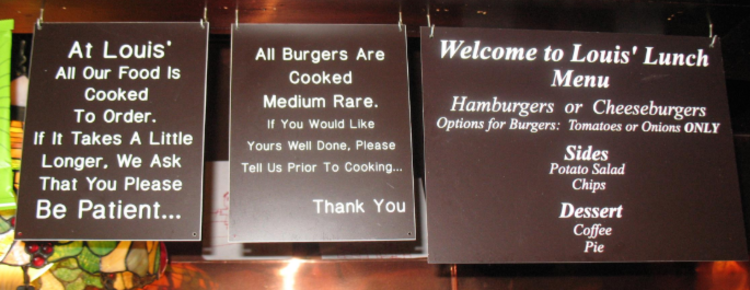 At Louis'
All Our Food Is
Cooked
To Order.
If It Takes A Little
Longer, We Ask
That You Please
Be Patient...
All Burgers Are
Cooked
Medium Rare.
If You Would Like
Yours Well Done, Please
Tell Us Prior To Cooking...
Thank You
Welcome to Louis' Lunch
Menu
Hamburgers or Cheeseburgers
Options for Burgers: Tomatoes or Onions ONLY
Sides
Potato Salad
Chips
Dessert
Coffee
Pie